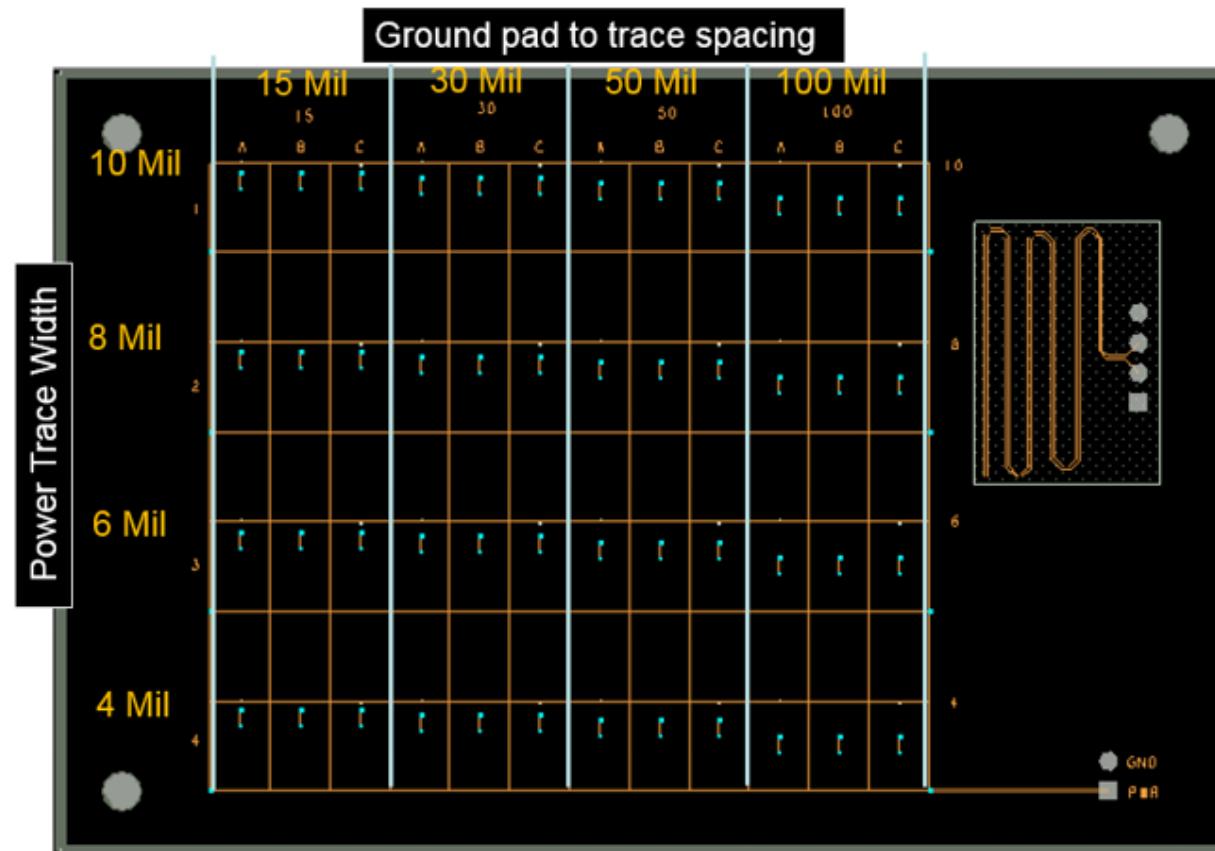 Ground pad to trace spacing
15 Mil 30 Mil 50 Mil 100 Mil
15 30 50 100
A B C A B C A B C A B C
10 Mil 10
1
8 Mil 8
2
Power Trace Width
6 Mil 6
3
4 Mil 4
4
GND
PWR